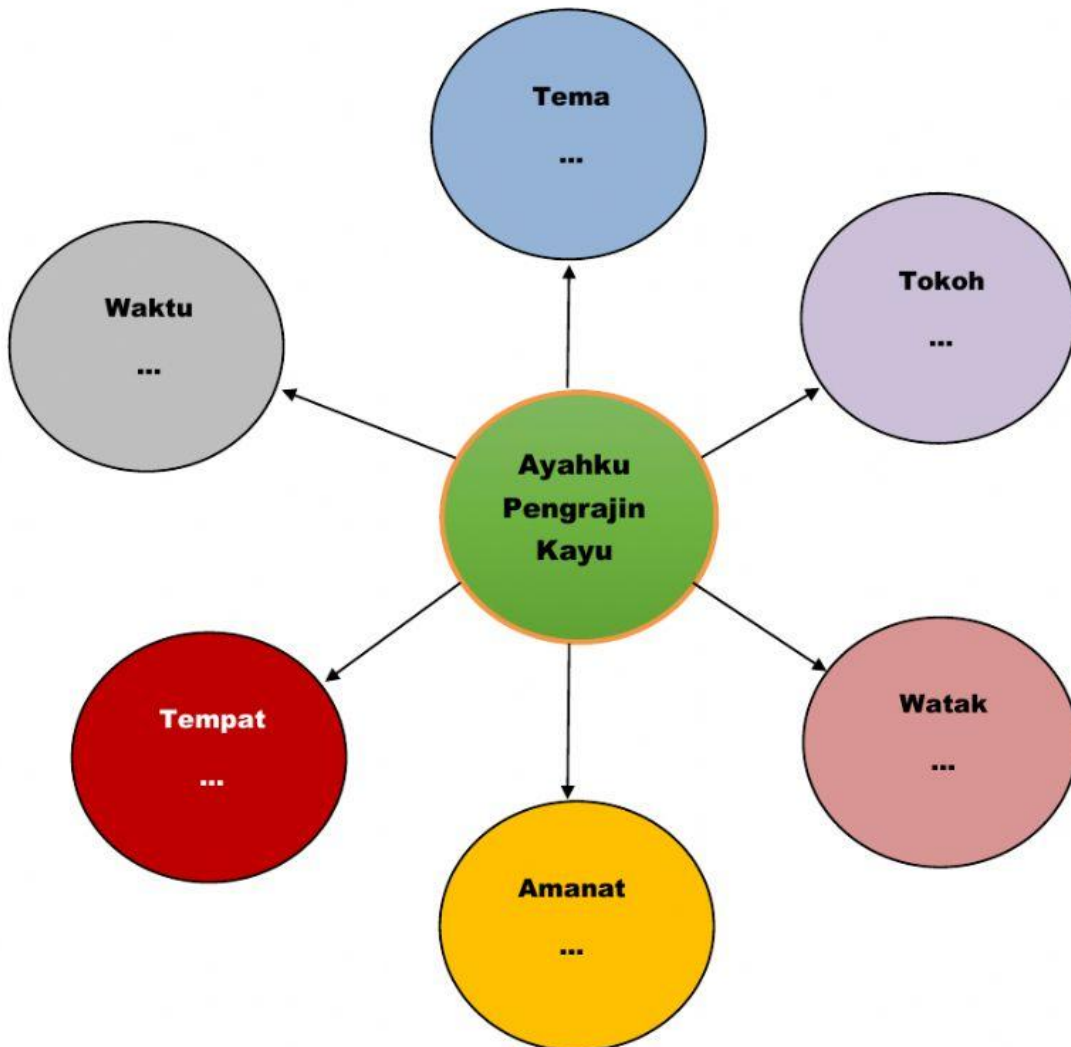 Tema
...
Waktu
...
Tokoh
...
Ayahku
Pengrajin
Kayu
Tempat
...
Watak
...
Amanat
...